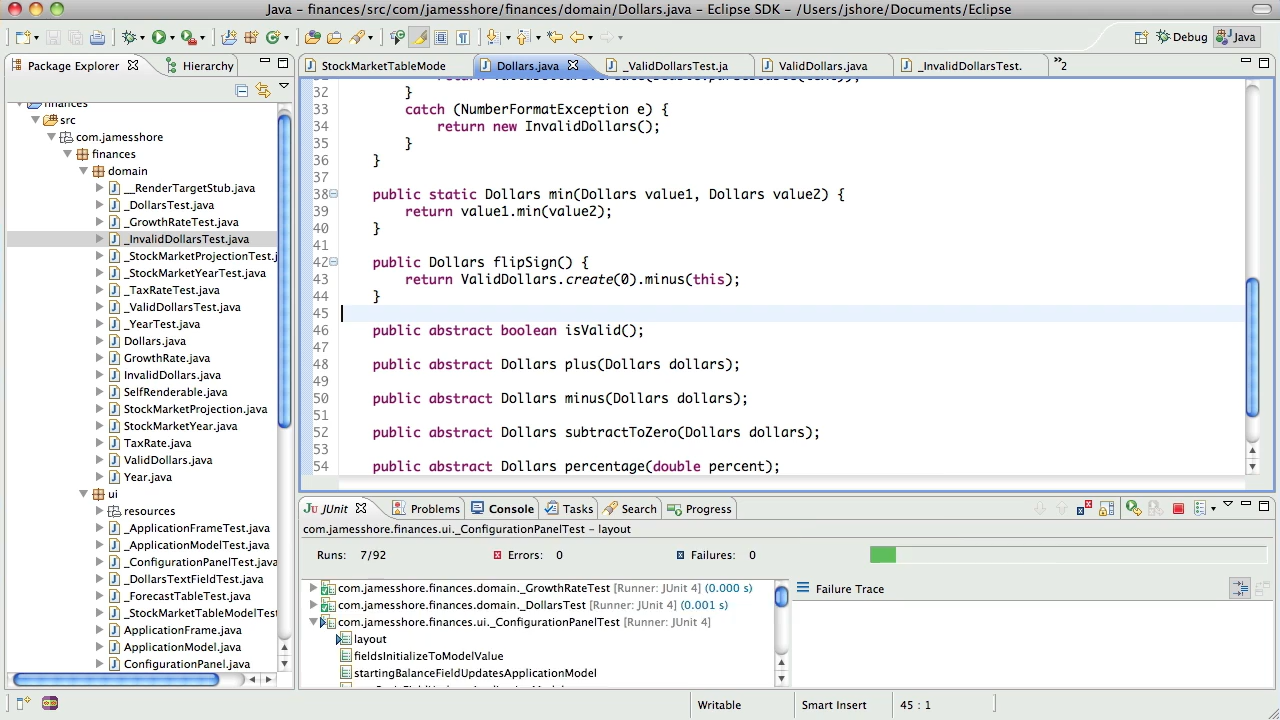 Java - finances/src/com/jamesshore/finances/domain/Dollars.java - Eclipse SDK - /Users/jshore/Documents/Eclipse
Debug
Java
Package Explorer
Hierarchy
finances
src
com.jamesshore
finances
domain
__RenderTargetStub.java
_DollarsTest.java
_GrowthRateTest.java
_InvalidDollarsTest.java
_StockMarketProjectionTest.j
_StockMarketYearTest.java
_TaxRateTest.java
_ValidDollarsTest.java
_YearTest.java
Dollars.java
GrowthRate.java
InvalidDollars.java
SelfRenderable.java
StockMarketProjection.java
StockMarketYear.java
TaxRate.java
ValidDollars.java
Year.java
ui
resources
_ApplicationFrameTest.java
_ApplicationModelTest.java
_ConfigurationPanelTest.java
_DollarsTextFieldTest.java
_ForecastTableTest.java
_StockMarketTableModelTest
ApplicationFrame.java
ApplicationModel.java
ConfigurationPanel.java
StockMarketTableMode
Dollars.java
_ValidDollarsTest.ja
ValidDollars.java
_InvalidDollarsTest.
»2
32 }
33 catch (NumberFormatException e) {
34 return new InvalidDollars();
35 }
36 }
37
38 public static Dollars min(Dollars value1, Dollars value2) {
39 return value1.min(value2);
40 }
41
42 public Dollars flipSign() {
43 return ValidDollars.create(0).minus(this);
44 }
45
46 public abstract boolean isValid();
47
48 public abstract Dollars plus(Dollars dollars);
49
50 public abstract Dollars minus(Dollars dollars);
51
52 public abstract Dollars subtractToZero(Dollars dollars);
53
54 public abstract Dollars percentage(double percent);
JUnit
Problems
Console
Tasks
Search
Progress
com.jamesshore.finances.ui._ConfigurationPanelTest - layout
Runs: 7/92
Errors: 0
Failures: 0
com.jamesshore.finances.domain._GrowthRateTest [Runner: JUnit 4] (0.000 s)
com.jamesshore.finances.domain._DollarsTest [Runner: JUnit 4] (0.001 s)
com.jamesshore.finances.ui._ConfigurationPanelTest [Runner: JUnit 4]
layout
fieldsInitializeToModelValue
startingBalanceFieldUpdatesApplicationModel
Failure Trace
Writable
Smart Insert
45 : 1